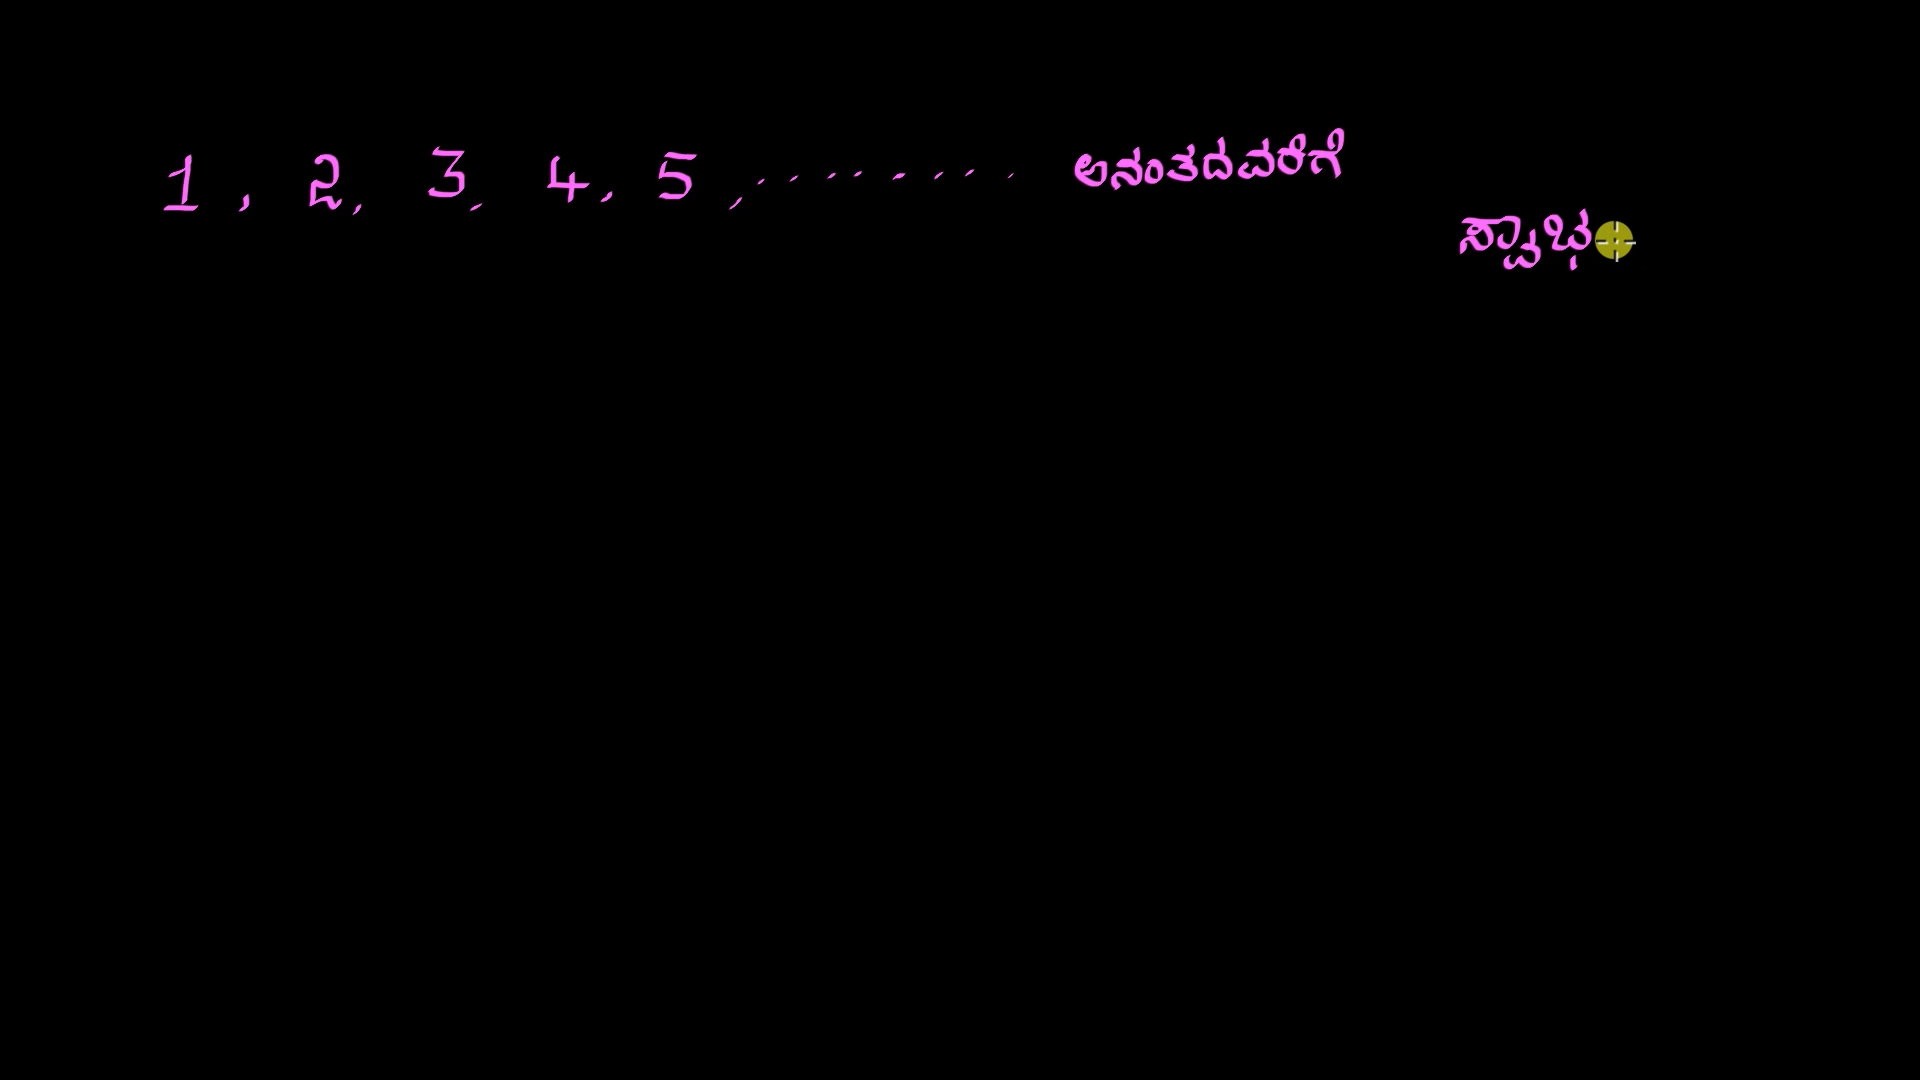 1, 2, 3, 4, 5, ........ ಅನಂತದವರೆಗೆ
ಸ್ವಾಭ